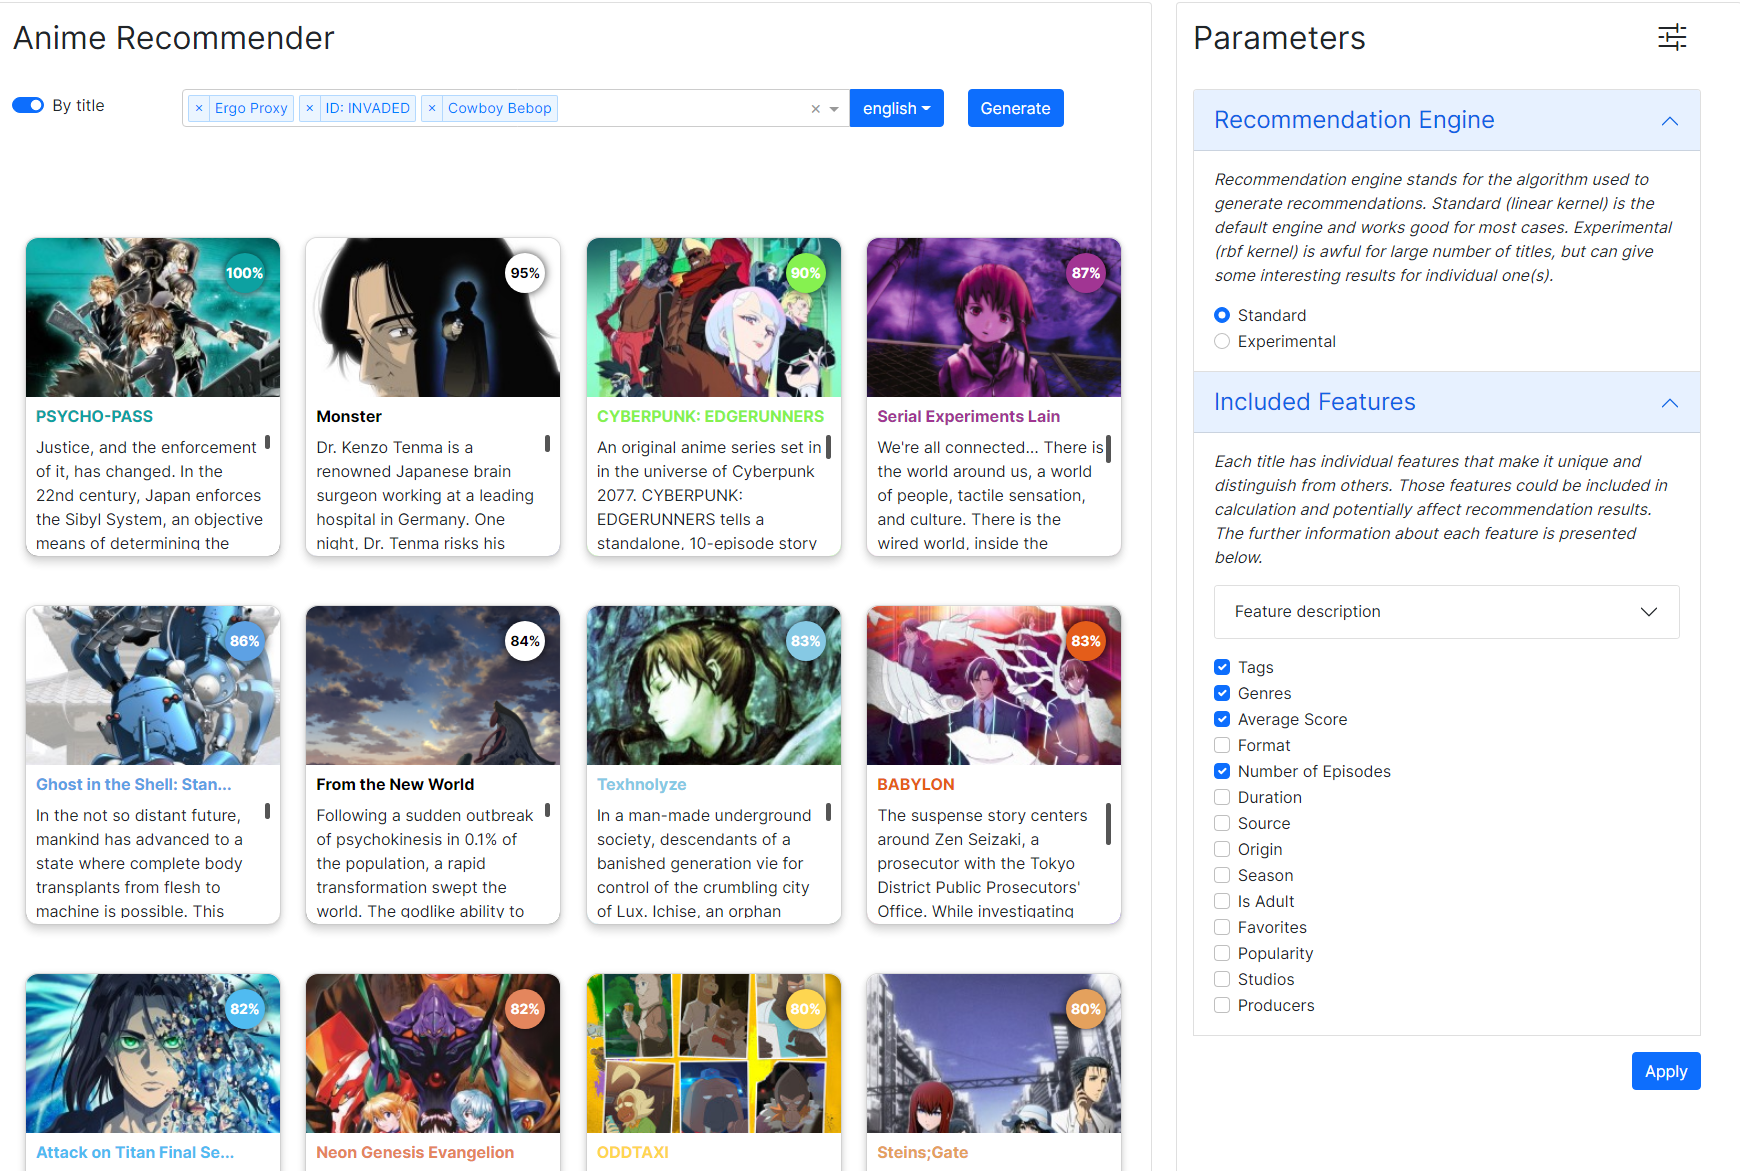 Anime Recommender
By title
× Ergo Proxy × ID: INVADED × Cowboy Bebop × english Generate
100%
PSYCHO-PASS
Justice, and the enforcement
of it, has changed. In the
22nd century, Japan enforces
the Sibyl System, an objective
means of determining the
95%
Monster
Dr. Kenzo Tenma is a
renowned Japanese brain
surgeon working at a leading
hospital in Germany. One
night, Dr. Tenma risks his
90%
CYBERPUNK: EDGERUNNERS
An original anime series set in
in the universe of Cyberpunk
2077. CYBERPUNK:
EDGERUNNERS tells a
standalone, 10-episode story
87%
Serial Experiments Lain
We're all connected... There is
the world around us, a world
of people, tactile sensation,
and culture. There is the
wired world, inside the
86%
Ghost in the Shell: Stan...
In the not so distant future,
mankind has advanced to a
state where complete body
transplants from flesh to
machine is possible. This
84%
From the New World
Following a sudden outbreak
of psychokinesis in 0.1% of
the population, a rapid
transformation swept the
world. The godlike ability to
83%
Texhnolyze
In a man-made underground
society, descendants of a
banished generation vie for
control of the crumbling city
of Lux. Ichise, an orphan
83%
BABYLON
The suspense story centers
around Zen Seizaki, a
prosecutor with the Tokyo
District Public Prosecutors'
Office. While investigating
82%
Attack on Titan Final Se...
82%
Neon Genesis Evangelion
80%
ODDTAXI
80%
Steins;Gate
Parameters
Recommendation Engine
Recommendation engine stands for the algorithm used to
generate recommendations. Standard (linear kernel) is the
default engine and works good for most cases. Experimental
(rbf kernel) is awful for large number of titles, but can give
some interesting results for individual one(s).
Standard
Experimental
Included Features
Each title has individual features that make it unique and
distinguish from others. Those features could be included in
calculation and potentially affect recommendation results.
The further information about each feature is presented
below.
Feature description
Tags
Genres
Average Score
Format
Number of Episodes
Duration
Source
Origin
Season
Is Adult
Favorites
Popularity
Studios
Producers
Apply